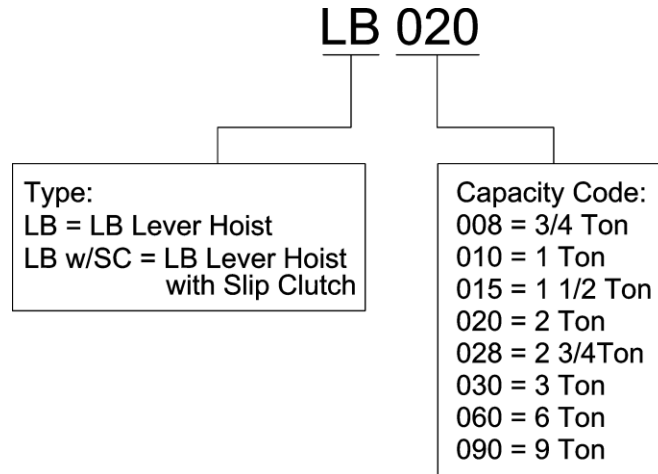 LB 020
Type:
LB = LB Lever Hoist
LB w/SC = LB Lever Hoist
with Slip Clutch
Capacity Code:
008 = 3/4 Ton
010 = 1 Ton
015 = 1 1/2 Ton
020 = 2 Ton
028 = 2 3/4Ton
030 = 3 Ton
060 = 6 Ton
090 = 9 Ton